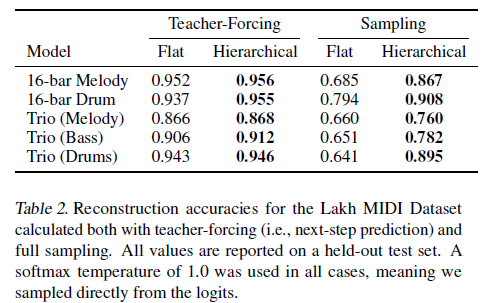 Teacher-Forcing Sampling
Model Flat Hierarchical Flat Hierarchical
16-bar Melody 0.952 0.956 0.685 0.867
16-bar Drum 0.937 0.955 0.794 0.908
Trio (Melody) 0.866 0.868 0.660 0.760
Trio (Bass) 0.906 0.912 0.651 0.782
Trio (Drums) 0.943 0.946 0.641 0.895
Table 2. Reconstruction accuracies for the Lakh MIDI Dataset
calculated both with teacher-forcing (i.e., next-step prediction) and
full sampling. All values are reported on a held-out test set. A
softmax temperature of 1.0 was used in all cases, meaning we
sampled directly from the logits.